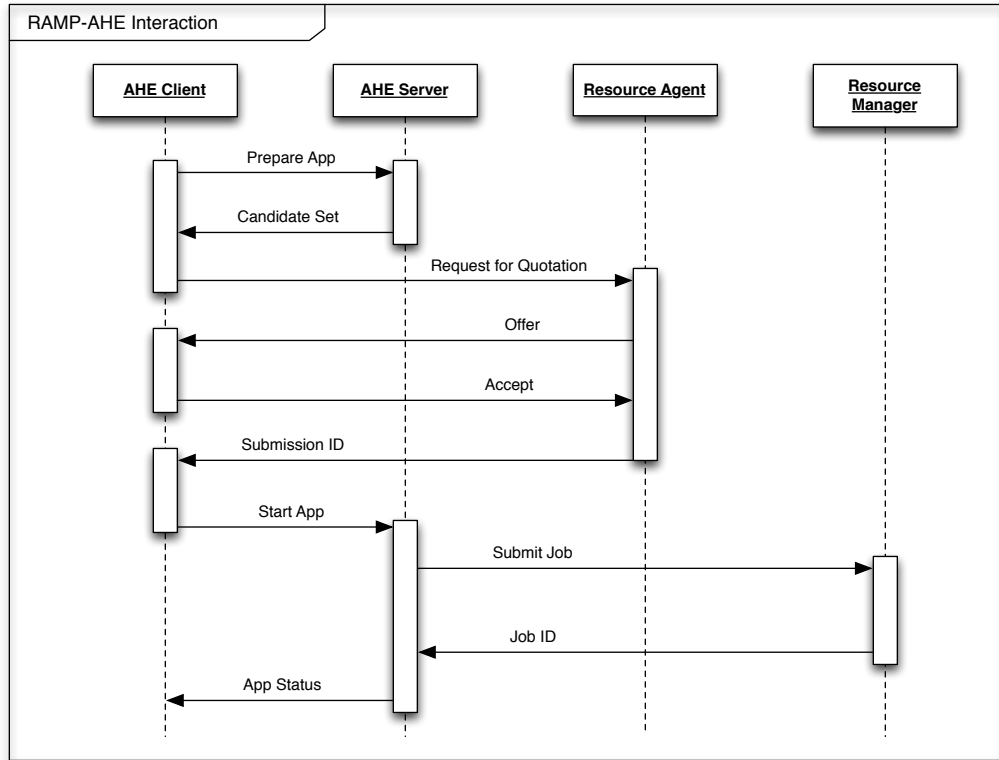 RAMP-AHE Interaction
AHE Client
AHE Server
Resource Agent
Resource
Manager
Prepare App
Candidate Set
Request for Quotation
Offer
Accept
Submission ID
Start App
Submit Job
Job ID
App Status